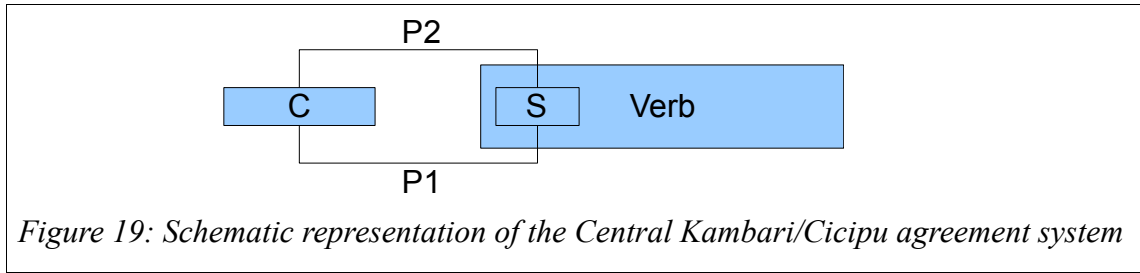 P2
C S Verb
P1
Figure 19: Schematic representation of the Central Kambari/Cicipu agreement system